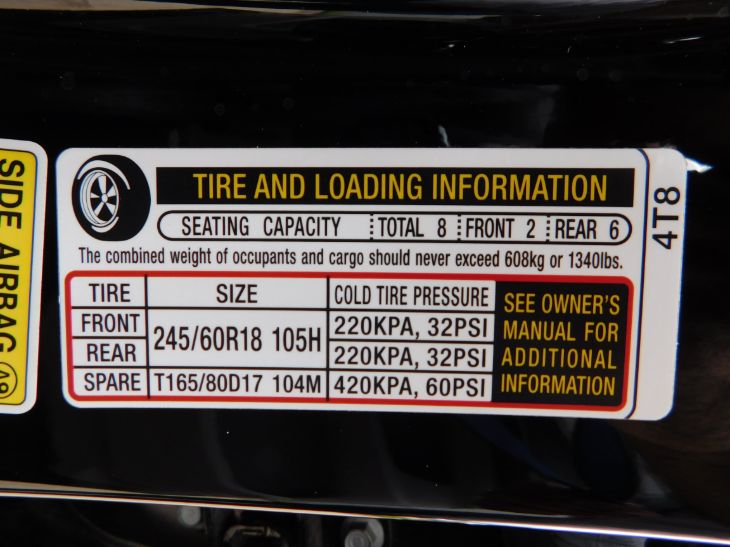 SIDE AIRBAG
TIRE AND LOADING INFORMATION
SEATING CAPACITY TOTAL 8 FRONT 2 REAR 6
The combined weight of occupants and cargo should never exceed 608kg or 1340lbs.
4T8
TIRE SIZE COLD TIRE PRESSURE
FRONT 245/60R18 105H 220KPA, 32PSI
REAR 220KPA, 32PSI
SPARE T165/80D17 104M 420KPA, 60PSI
SEE OWNER'S
MANUAL FOR
ADDITIONAL
INFORMATION